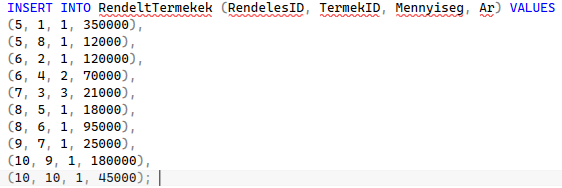 INSERT INTO RendeltTermekek (RendelesID, TermekID, Mennyiseg, Ar) VALUES
(5, 1, 1, 350000),
(5, 8, 1, 12000),
(6, 2, 1, 120000),
(6, 4, 2, 70000),
(7, 3, 3, 21000),
(8, 5, 1, 18000),
(8, 6, 1, 95000),
(9, 7, 1, 25000),
(10, 9, 1, 180000),
(10, 10, 1, 45000);